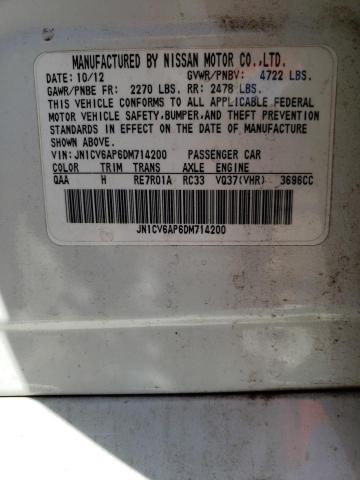 MANUFACTURED BY NISSAN MOTOR CO.,LTD.
DATE: 10/12 GVWR/PNBV: 4722 LBS.
GAWR/PNBE FR: 2270 LBS. RR: 2478 LBS.
THIS VEHICLE CONFORMS TO ALL APPLICABLE FEDERAL
MOTOR VEHICLE SAFETY,BUMPER,AND THEFT PREVENTION
STANDARDS IN EFFECT ON THE DATE OF MANUFACTURE
SHOWN ABOVE.
VIN: JN1CV6AP6DM714200 PASSENGER CAR
COLOR TRIM TRANS AXLE ENGINE
QAA H RE7R01A RC33 VQ37(VHR) 3696CC
JN1CV6AP6DM714200